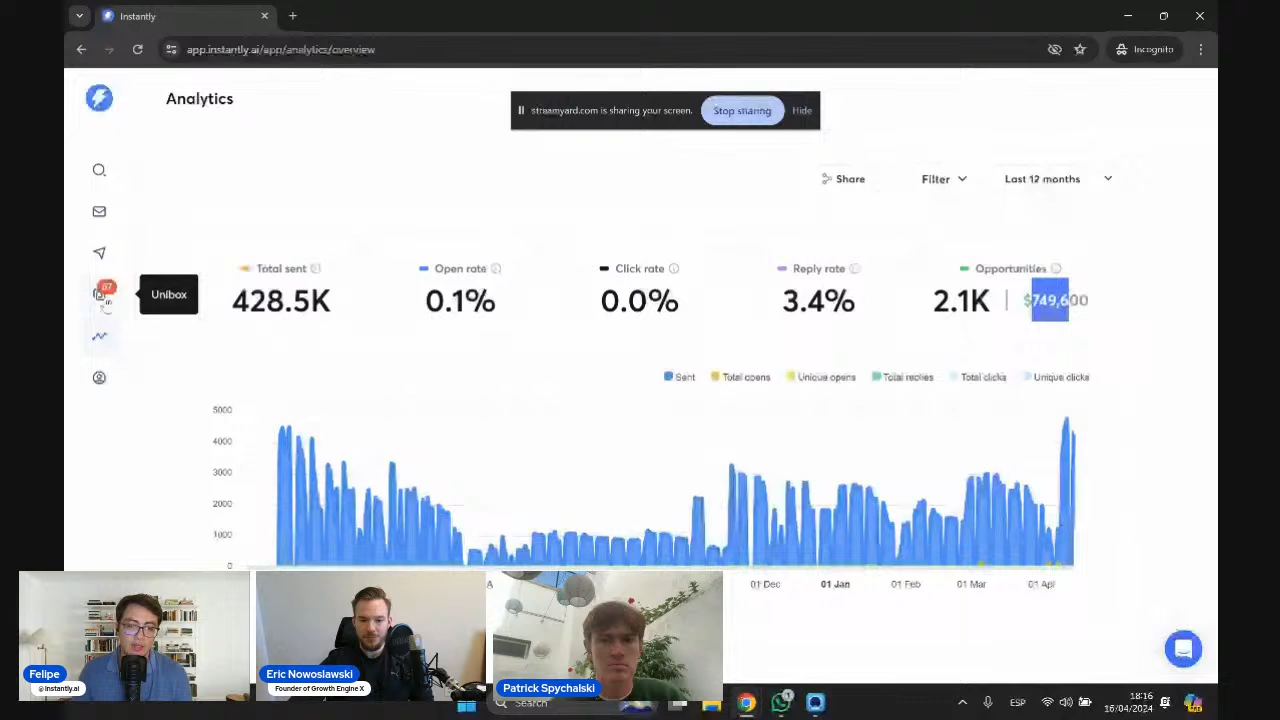 Instantly
app.instantly.ai/app/analytics/overview
Incognito
Analytics
streamyard.com is sharing your screen.
Stop sharing
Hide
Share
Filter
Last 12 months
Total sent
Open rate
Click rate
Reply rate
Opportunities
67
Unibox
428.5K
0.1%
0.0%
3.4%
2.1K | $749,600
Sent
Total opens
Unique opens
Total replies
Total clicks
Unique clicks
5000
4000
3000
2000
1000
0
01 Dec
01 Jan
01 Feb
01 Mar
01 Apr
Felipe
@Instantly.ai
Eric Nowoslawski
Founder of Growth Engine X
Patrick Spychalski
Search
1
ESP
18:16
16/04/2024